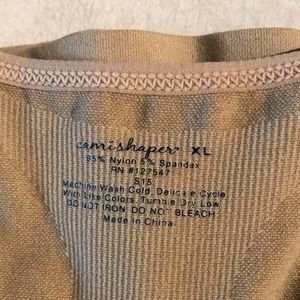 camishaper® XL
95% Nylon 5% Spandex
RN #127547
S15
Machine Wash Cold, Delicate Cycle
With Like Colors, Tumble Dry Low
DO NOT IRON DO NOT BLEACH
Made in China